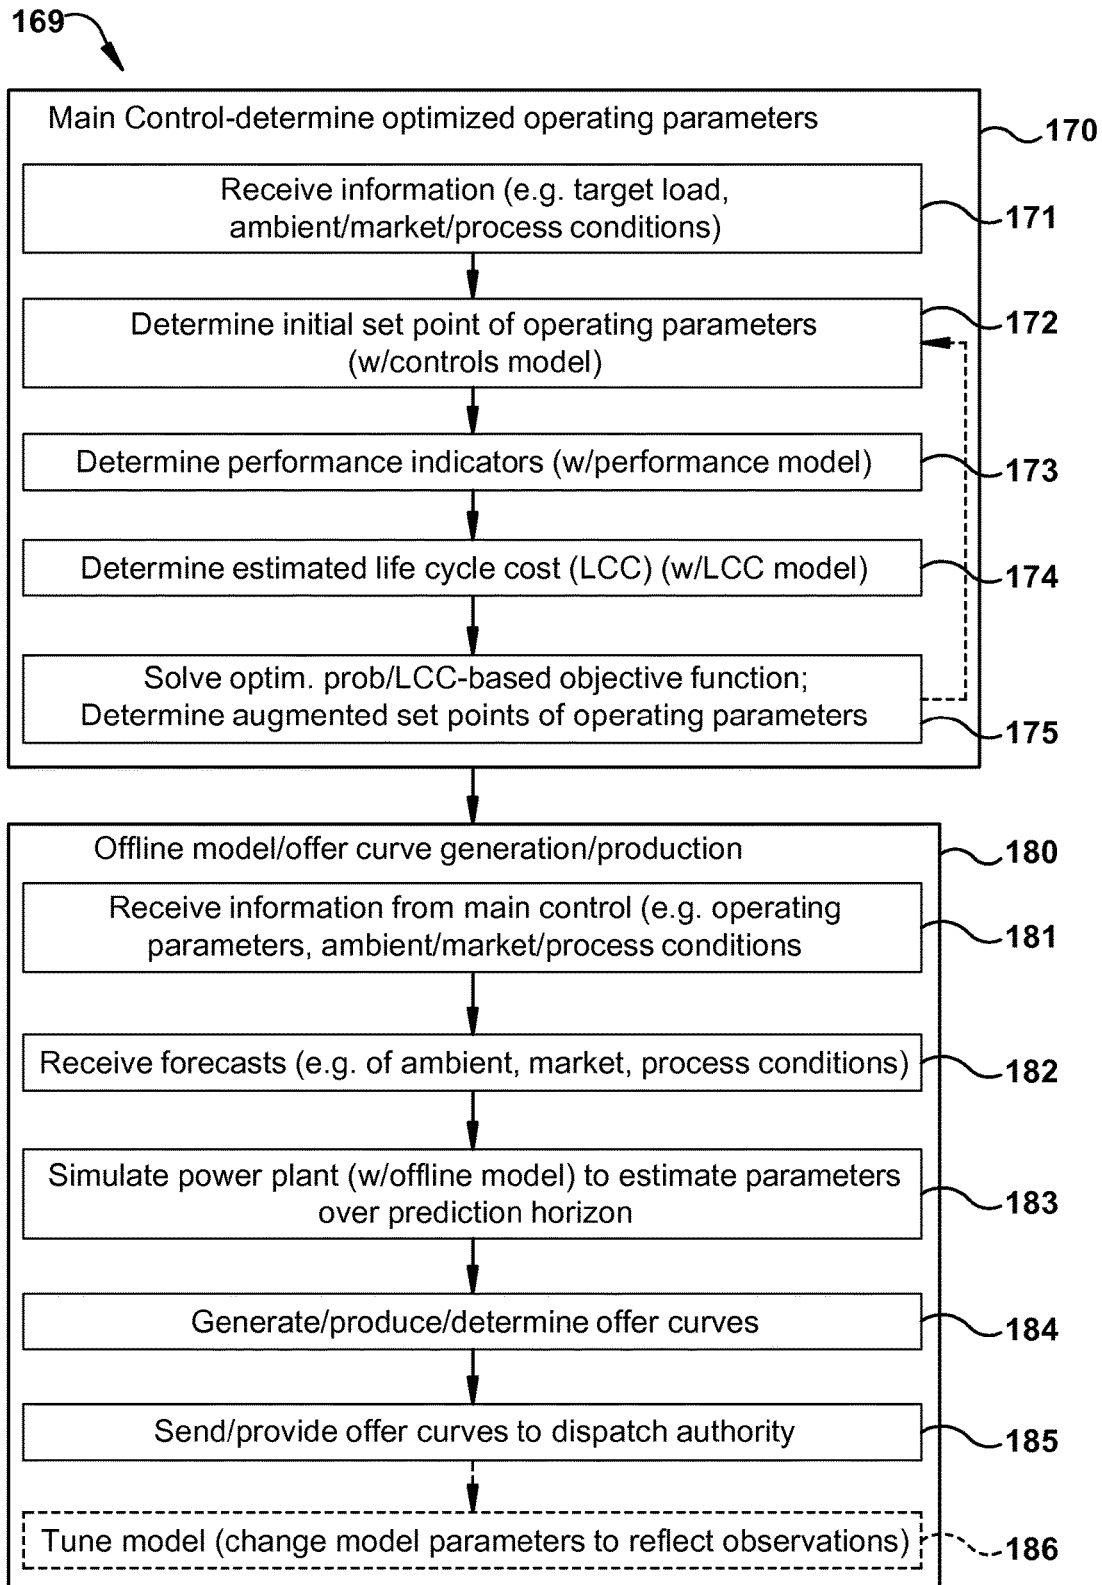 169
Main Control-determine optimized operating parameters
170
Receive information (e.g. target load,
ambient/market/process conditions)
171
Determine initial set point of operating parameters
(w/controls model)
172
Determine performance indicators (w/performance model)
173
Determine estimated life cycle cost (LCC) (w/LCC model)
174
Solve optim. prob/LCC-based objective function;
Determine augmented set points of operating parameters
175
Offline model/offer curve generation/production
180
Receive information from main control (e.g. operating
parameters, ambient/market/process conditions
181
Receive forecasts (e.g. of ambient, market, process conditions)
182
Simulate power plant (w/offline model) to estimate parameters
over prediction horizon
183
Generate/produce/determine offer curves
184
Send/provide offer curves to dispatch authority
185
Tune model (change model parameters to reflect observations)
186